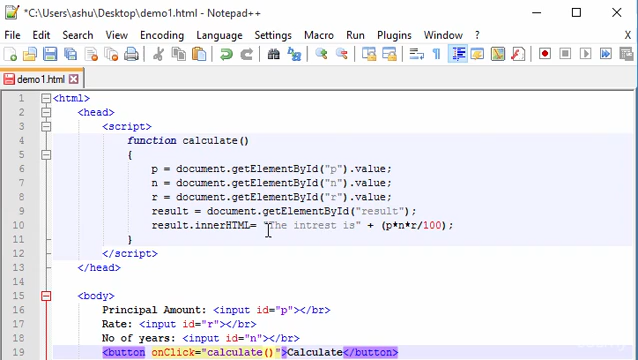 *C:\Users\ashu\Desktop\demo1.html - Notepad++
File Edit Search View Encoding Language Settings Macro Run Plugins Window ? X
demo1.html
1 <html>
2 <head>
3 <script>
4 function calculate()
5 {
6 p = document.getElementById("p").value;
7 n = document.getElementById("n").value;
8 r = document.getElementById("r").value;
9 result = document.getElementById("result");
10 result.innerHTML= "The intrest is" + (p*n*r/100);
11 }
12 </script>
13 </head>
14
15 <body>
16 Principal Amount: <input id="p"></br>
17 Rate: <input id="r"></br>
18 No of years: <input id="n"></br>
19 <button onClick="calculate()">Calculate</button>